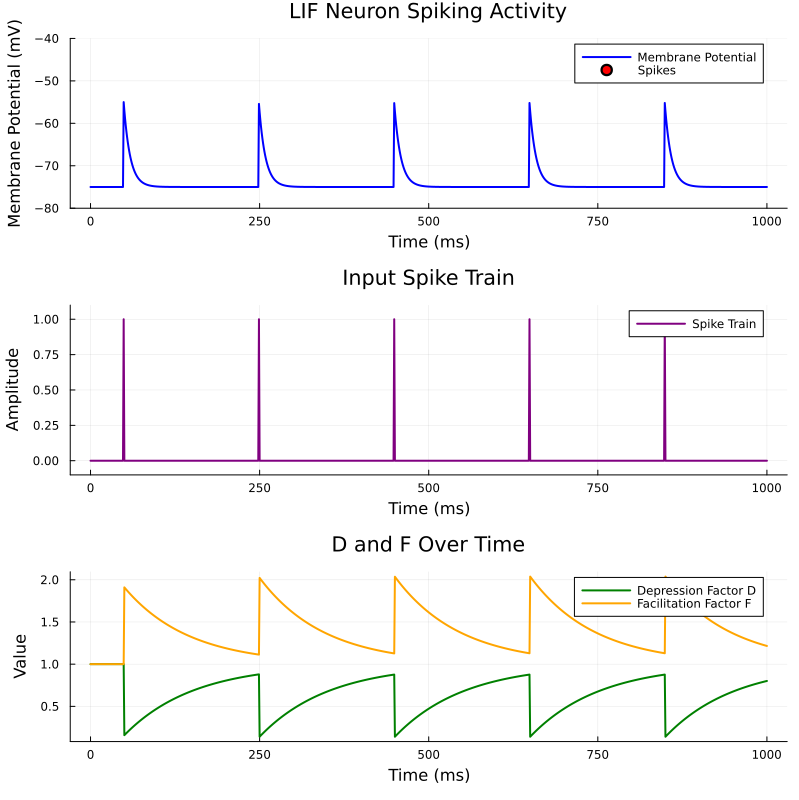 LIF Neuron Spiking Activity
Membrane Potential (mV)
−40
−50
−60
−70
−80
Membrane Potential
Spikes
0 250 500 750 1000
Time (ms)
Input Spike Train
Amplitude
1.00
0.75
0.50
0.25
0.00
Spike Train
0 250 500 750 1000
Time (ms)
D and F Over Time
Value
2.0
1.5
1.0
0.5
Depression Factor D
Facilitation Factor F
0 250 500 750 1000
Time (ms)